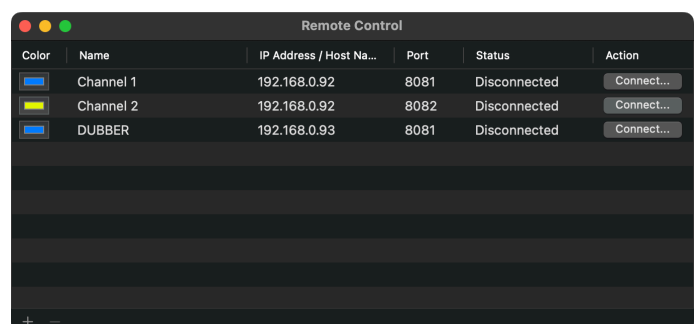 Remote Control
Color Name IP Address / Host Na... Port Status Action
Channel 1 192.168.0.92 8081 Disconnected Connect...
Channel 2 192.168.0.92 8082 Disconnected Connect...
DUBBER 192.168.0.93 8081 Disconnected Connect...